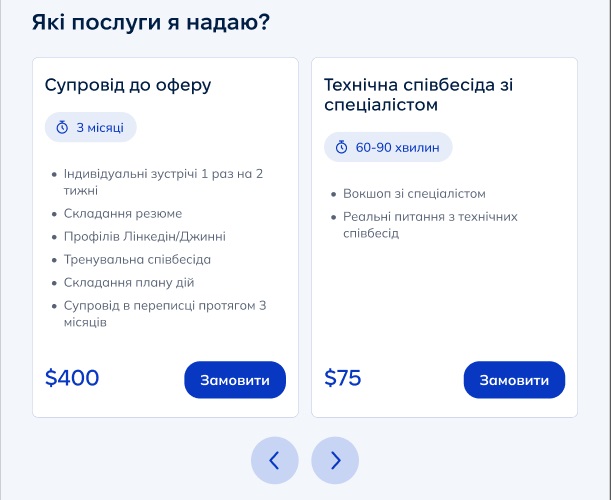 Які послуги я надаю?
Супровід до оферу
3 місяці
Індивідуальні зустрічі 1 раз на 2
тижні
Складання резюме
Профілів Лінкедін/Джинні
Тренувальна співбесіда
Складання плану дій
Супровід в переписці протягом 3
місяців
$400
Замовити
Технічна співбесіда зі
спеціалістом
60-90 хвилин
Вокшоп зі спеціалістом
Реальні питання з технічних
співбесід
$75
Замовити